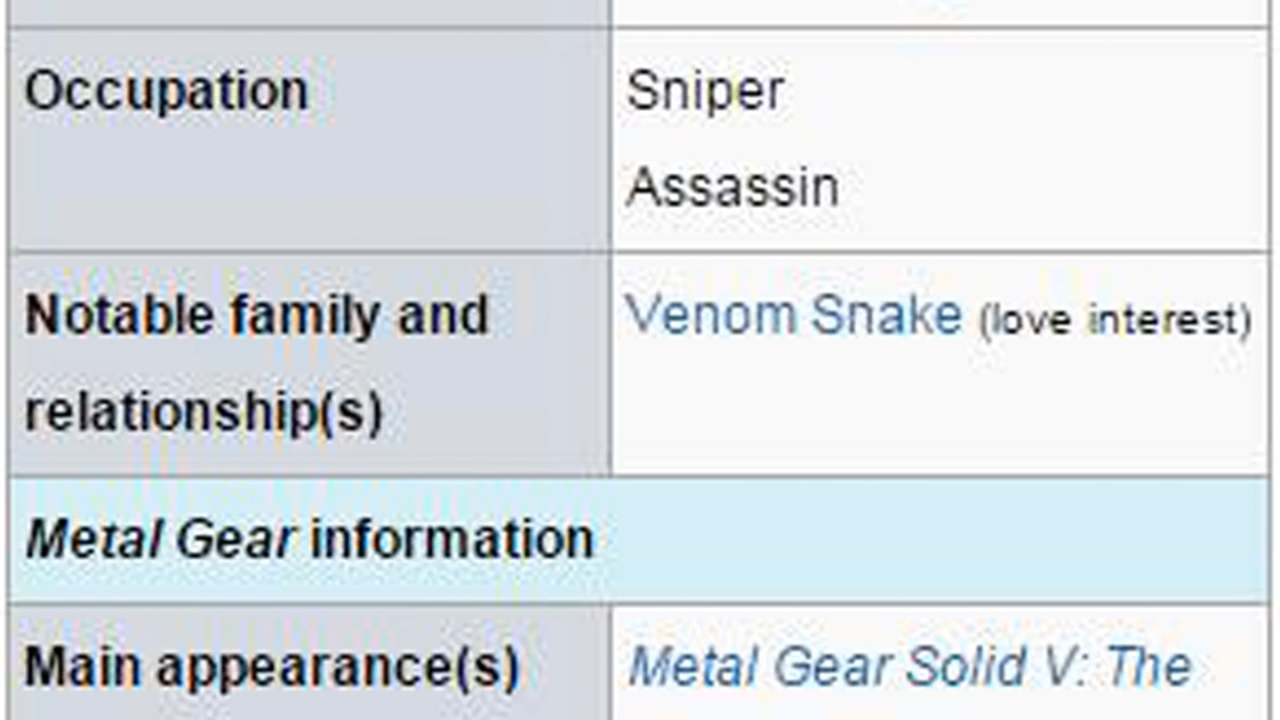 Occupation
Sniper
Assassin
Notable family and
relationship(s)
Venom Snake (love interest)
Metal Gear information
Main appearance(s)
Metal Gear Solid V: The